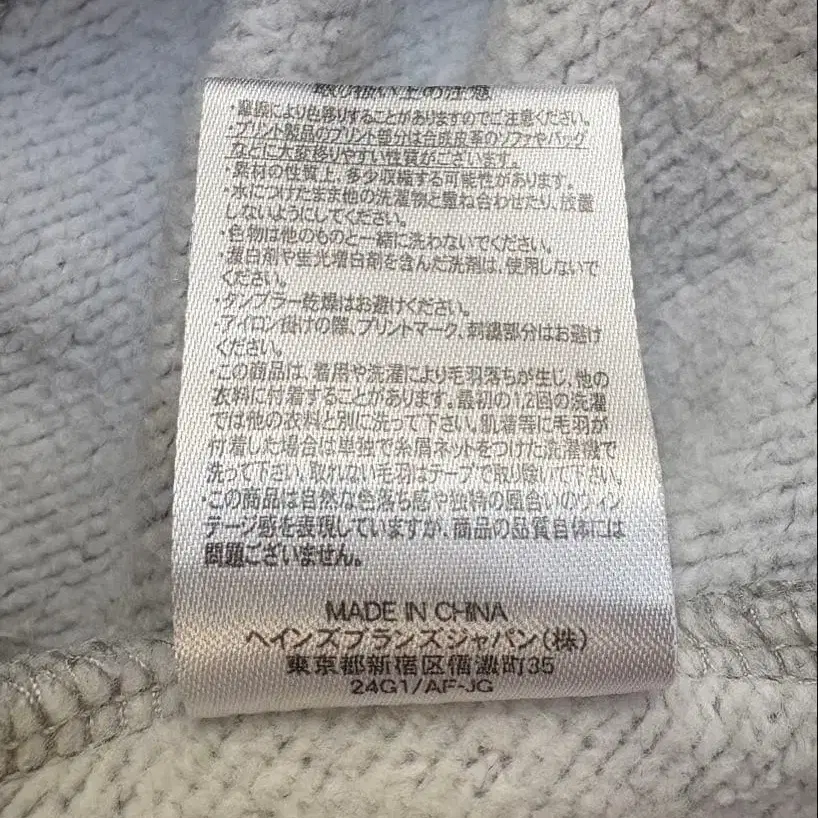 取り扱い上の注意
・摩擦により色移りすることがありますのでご注意ください。
・プリント製品のプリント部分は合成皮革のソファやバッグ
などに大変移りやすい性質がございます。
・素材の性質上、多少収縮する可能性があります。
・水につけたまま他の洗濯物と重ね合わせたり、放置
しないようにしてください。
・色物は他のものと一緒に洗わないでください。
・漂白剤や蛍光増白剤を含んだ洗剤は、使用しないで
ください。
・タンブラー乾燥はお避けください。
・アイロン掛けの際、プリントマーク、刺繍部分はお避け
ください。
・この商品は、着用や洗濯により毛羽落ちが生じ、他の
衣料に付着することがあります。最初の1,2回の洗濯
では他の衣料と別に洗って下さい。肌着等に毛羽が
付着した場合は単独で糸屑ネットをつけた洗濯機で
洗って下さい。取れない毛羽はテープで取り除いて下さい。
・この商品は自然な色落ち感や独特の風合いのヴィン
テージ感を表現していますが、商品の品質自体には
問題ございません。
MADE IN CHINA
ヘインズブランズジャパン(株)
東京都新宿区信濃町35
24G1/AF-JG